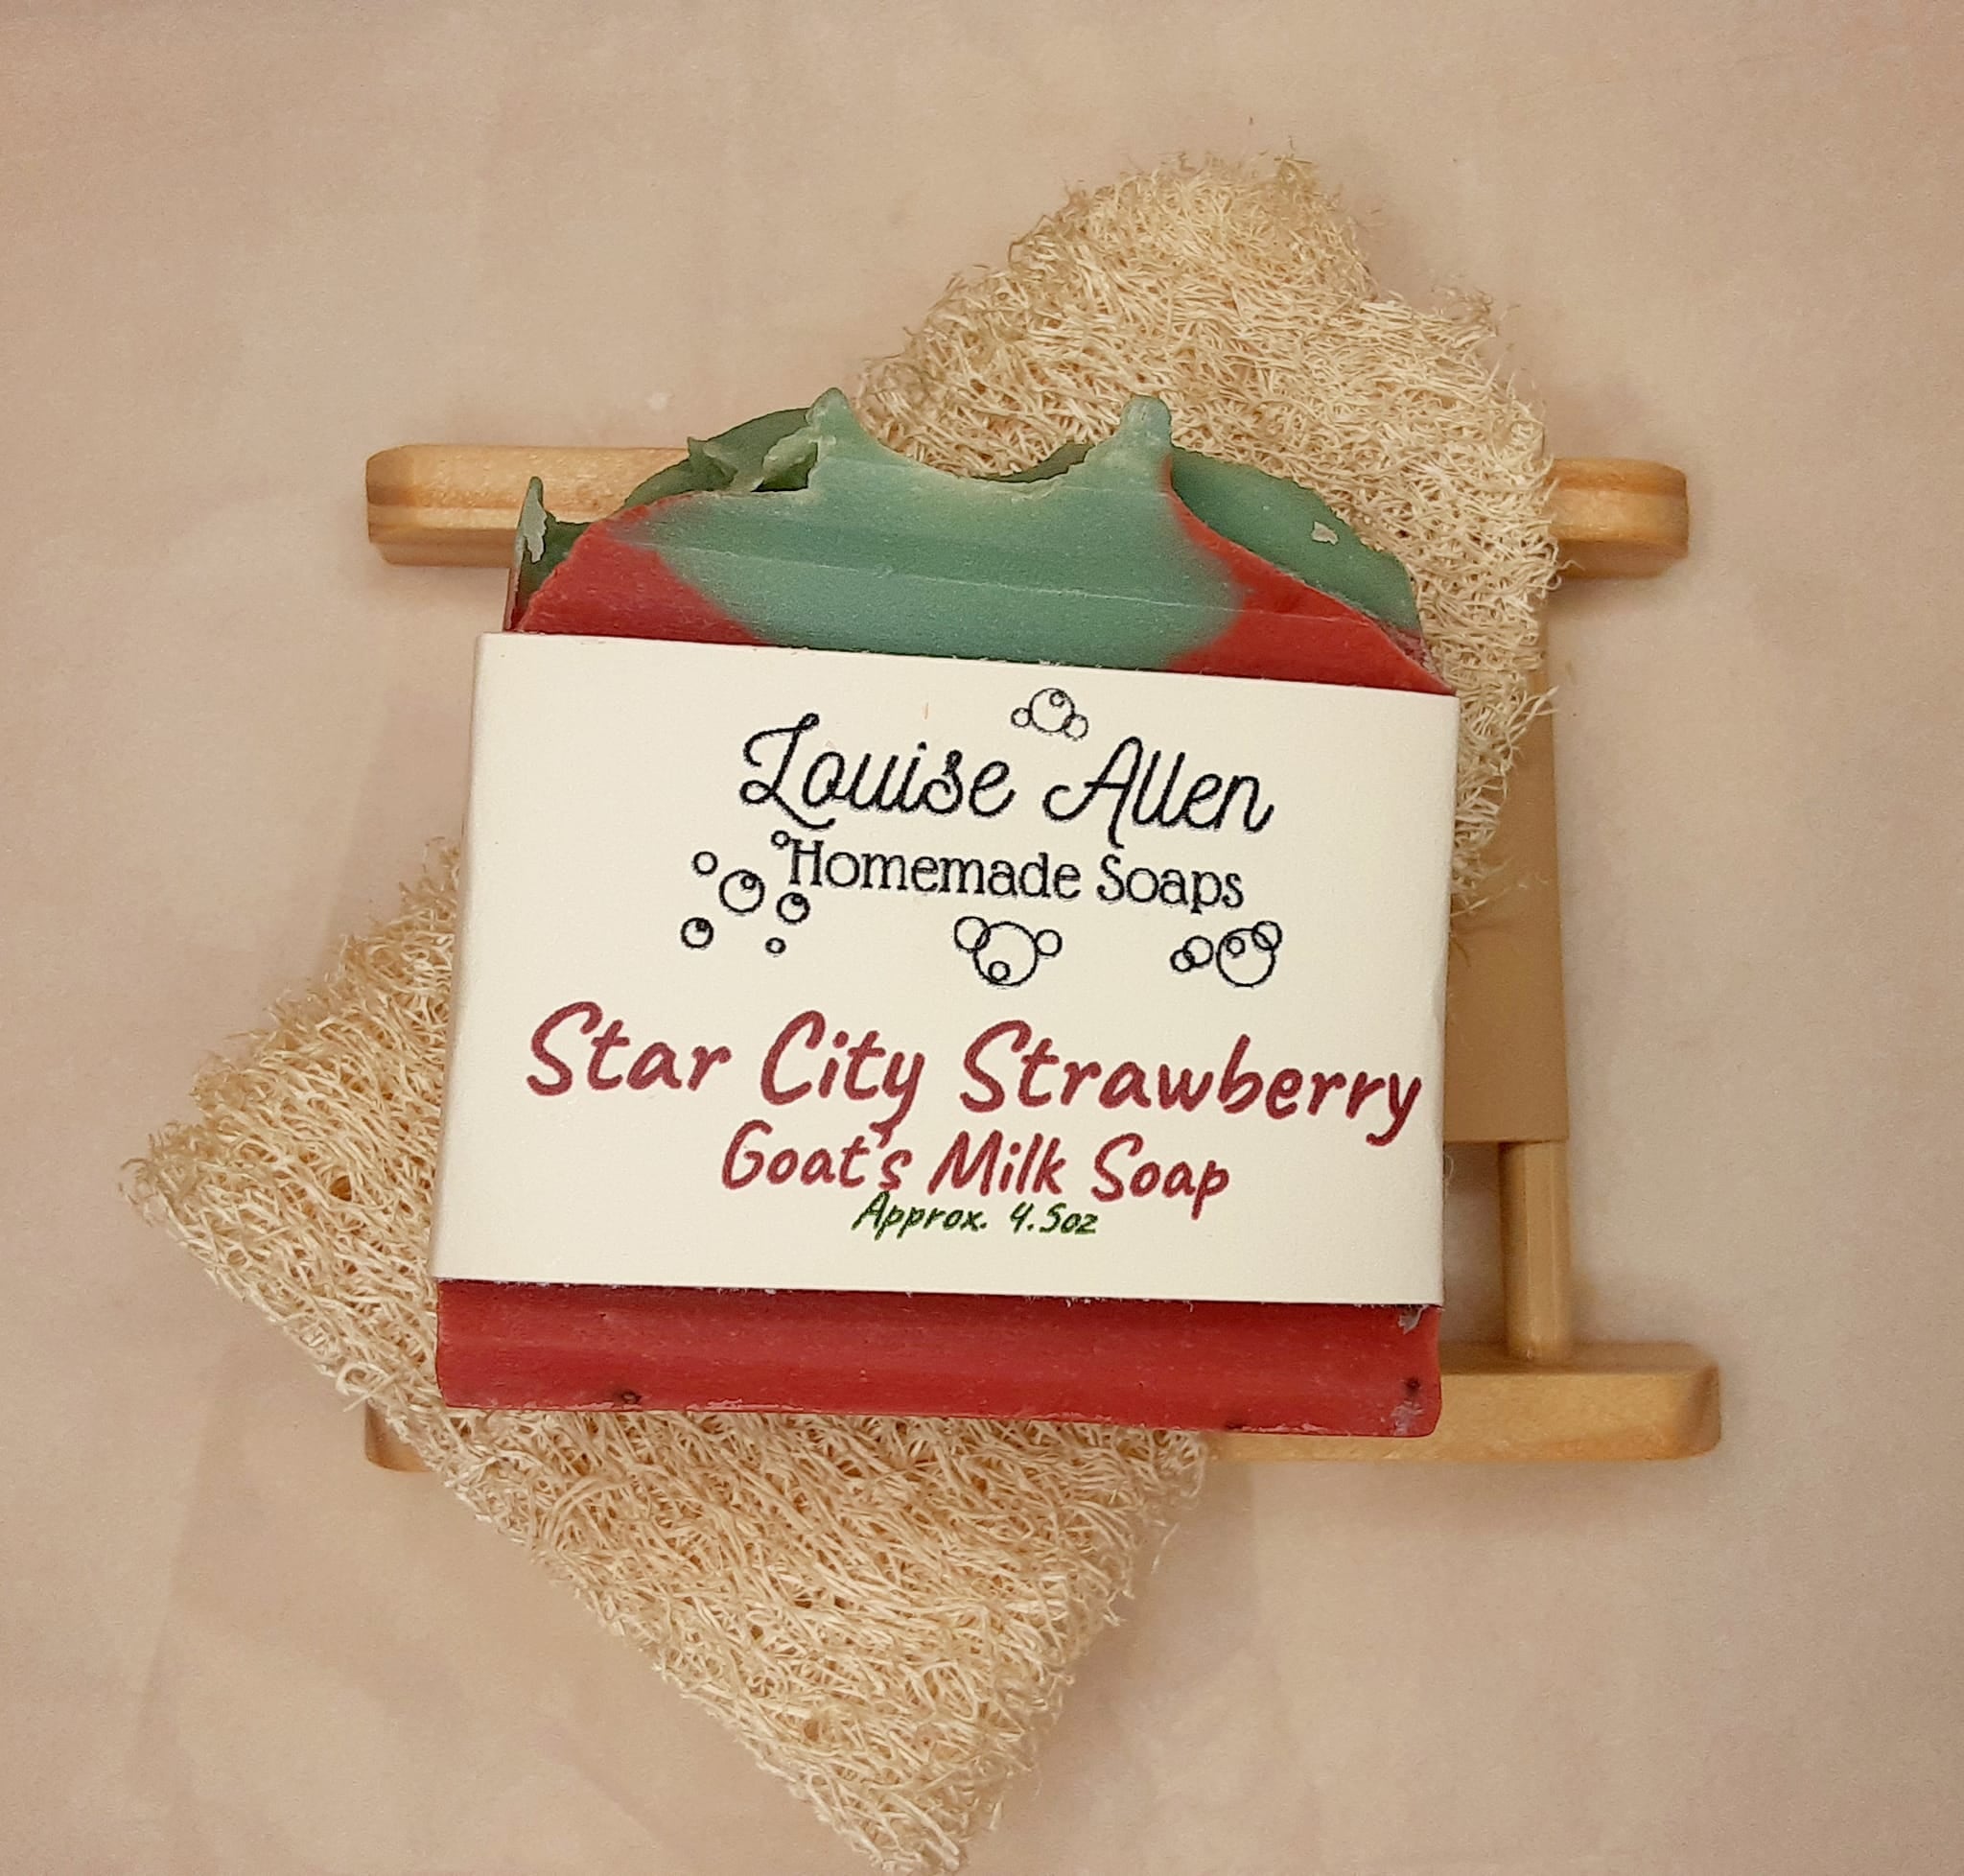 Louise Allen
Homemade Soaps
Star City Strawberry
Goat's Milk Soap
Approx. 4.5oz